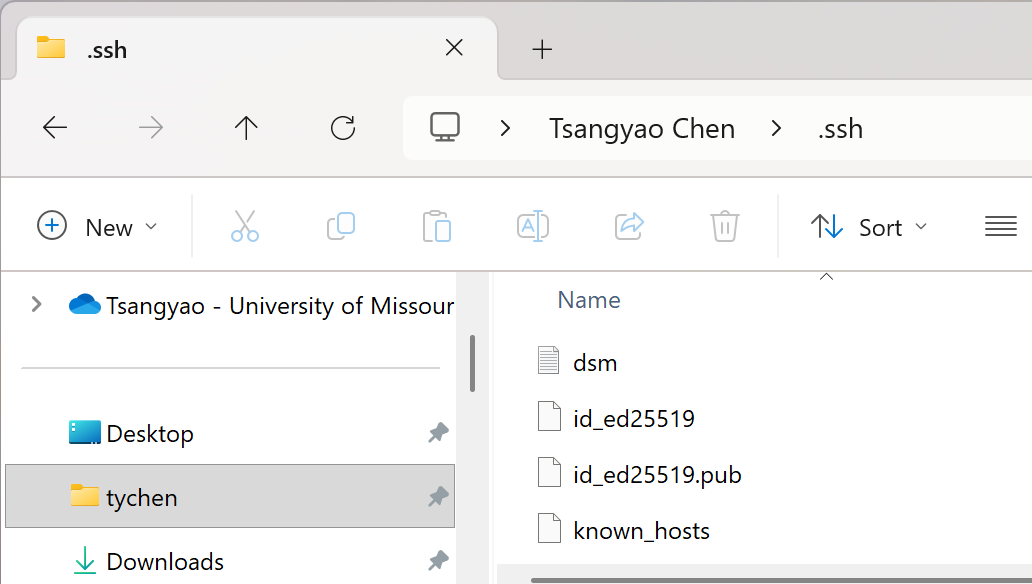 .ssh
Tsangyao Chen > .ssh
New
Sort
Tsangyao - University of Missour
Name
dsm
id_ed25519
Desktop
id_ed25519.pub
tychen
known_hosts
Downloads